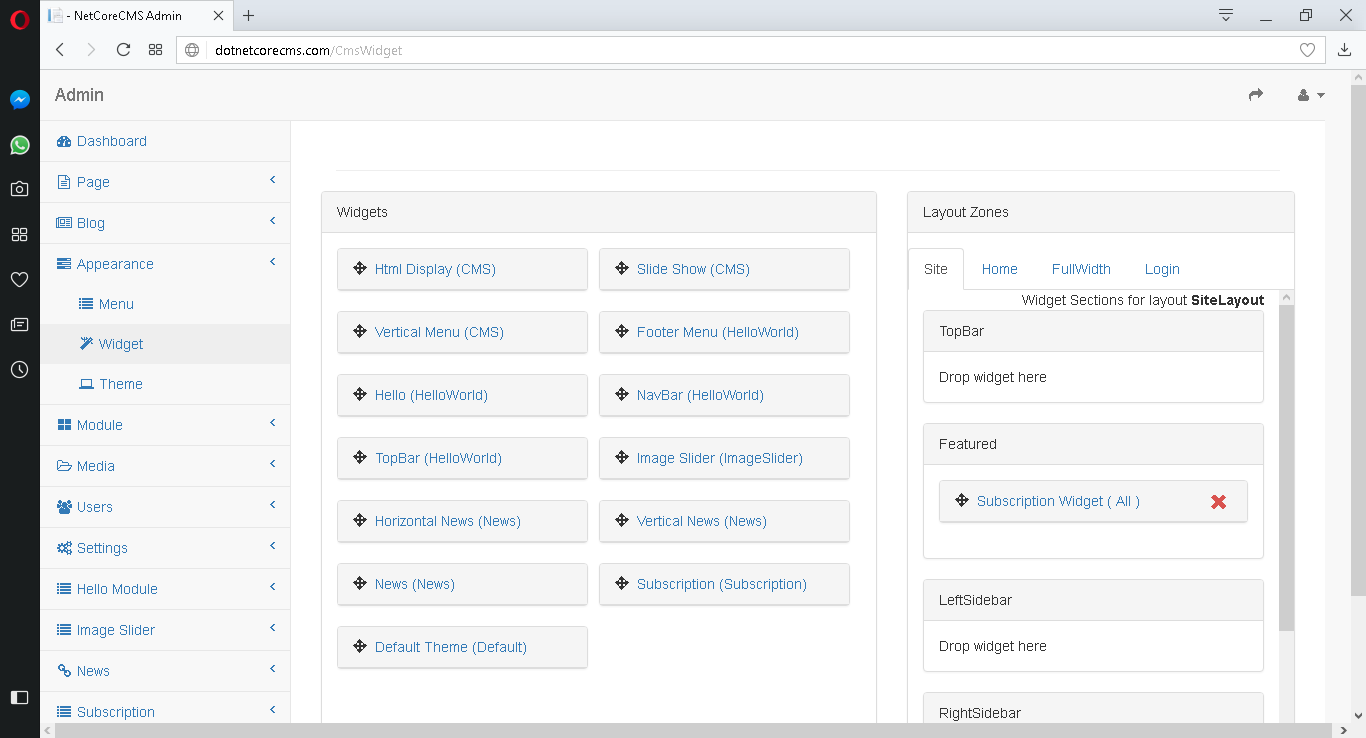 - NetCoreCMS Admin
dotnetcorecms.com/CmsWidget
Admin
Dashboard
Page
Blog
Appearance
Menu
Widget
Theme
Module
Media
Users
Settings
Hello Module
Image Slider
News
Subscription
Widgets
Html Display (CMS)
Slide Show (CMS)
Vertical Menu (CMS)
Footer Menu (HelloWorld)
Hello (HelloWorld)
NavBar (HelloWorld)
TopBar (HelloWorld)
Image Slider (ImageSlider)
Horizontal News (News)
Vertical News (News)
News (News)
Subscription (Subscription)
Default Theme (Default)
Layout Zones
Site Home FullWidth Login
Widget Sections for layout SiteLayout
TopBar
Drop widget here
Featured
Subscription Widget ( All )
LeftSidebar
Drop widget here
RightSidebar